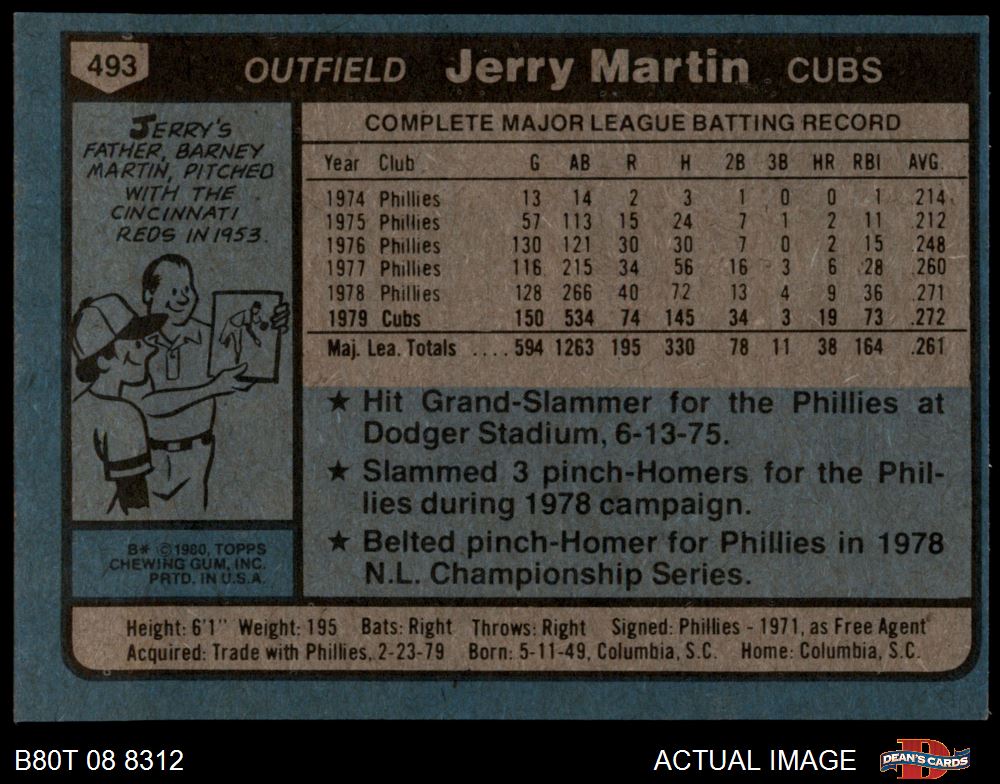 493 OUTFIELD Jerry Martin CUBS
JERRY'S
FATHER, BARNEY
MARTIN, PITCHED
WITH THE
CINCINNATI
REDS IN 1953.
B* © 1980, TOPPS
CHEWING GUM, INC.
PRTD. IN U.S.A.
COMPLETE MAJOR LEAGUE BATTING RECORD
Year Club G AB R H 2B 3B HR RBI AVG.
1974 Phillies 13 14 2 3 1 0 0 1 .214
1975 Phillies 57 113 15 24 7 1 2 11 .212
1976 Phillies 130 121 30 30 7 0 2 15 .248
1977 Phillies 116 215 34 56 16 3 6 28 .260
1978 Phillies 128 266 40 72 13 4 9 36 .271
1979 Cubs 150 534 74 145 34 3 19 73 .272
Maj. Lea. Totals .... 594 1263 195 330 78 11 38 164 .261
★ Hit Grand-Slammer for the Phillies at
Dodger Stadium, 6-13-75.
★ Slammed 3 pinch-Homers for the Phil-
lies during 1978 campaign.
★ Belted pinch-Homer for Phillies in 1978
N.L. Championship Series.
Height: 6'1" Weight: 195 Bats: Right Throws: Right Signed: Phillies - 1971, as Free Agent
Acquired: Trade with Phillies, 2-23-79 Born: 5-11-49, Columbia, S.C. Home: Columbia, S.C.
B80T 08 8312 ACTUAL IMAGE
D
DEAN'S CARDS